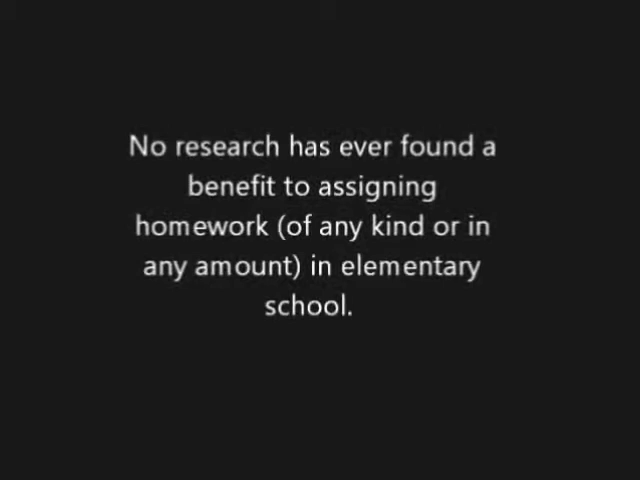 No research has ever found a
benefit to assigning
homework (of any kind or in
any amount) in elementary
school.